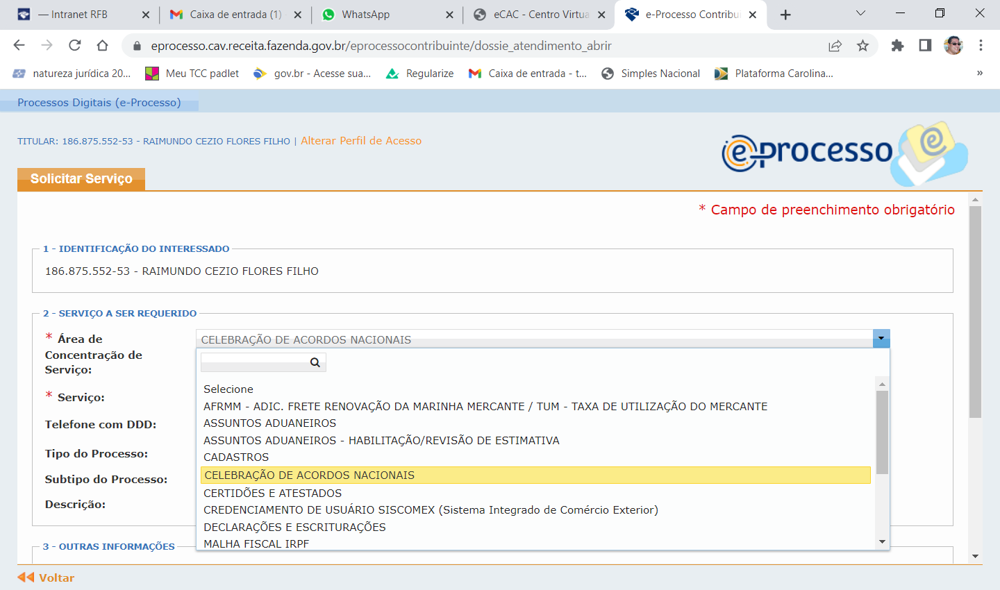 — Intranet RFB
Caixa de entrada (1)
WhatsApp
eCAC - Centro Virtua
e-Processo Contribui
eprocesso.cav.receita.fazenda.gov.br/eprocessocontribuinte/dossie_atendimento_abrir
natureza jurídica 20...
Meu TCC padlet
gov.br - Acesse sua...
Regularize
Caixa de entrada - t...
Simples Nacional
Plataforma Carolina...
»
Processos Digitais (e-Processo)
TITULAR: 186.875.552-53 - RAIMUNDO CEZIO FLORES FILHO | Alterar Perfil de Acesso
e-processo
Solicitar Serviço
* Campo de preenchimento obrigatório
1 - IDENTIFICAÇÃO DO INTERESSADO
186.875.552-53 - RAIMUNDO CEZIO FLORES FILHO
2 - SERVIÇO A SER REQUERIDO
* Área de
Concentração de
Serviço:
CELEBRAÇÃO DE ACORDOS NACIONAIS
Selecione
AFRMM - ADIC. FRETE RENOVAÇÃO DA MARINHA MERCANTE / TUM - TAXA DE UTILIZAÇÃO DO MERCANTE
ASSUNTOS ADUANEIROS
ASSUNTOS ADUANEIROS - HABILITAÇÃO/REVISÃO DE ESTIMATIVA
CADASTROS
CELEBRAÇÃO DE ACORDOS NACIONAIS
CERTIDÕES E ATESTADOS
CREDENCIAMENTO DE USUÁRIO SISCOMEX (Sistema Integrado de Comércio Exterior)
DECLARAÇÕES E ESCRITURAÇÕES
MALHA FISCAL IRPF
* Serviço:
Telefone com DDD:
Tipo do Processo:
Subtipo do Processo:
Descrição:
3 - OUTRAS INFORMAÇÕES
Voltar